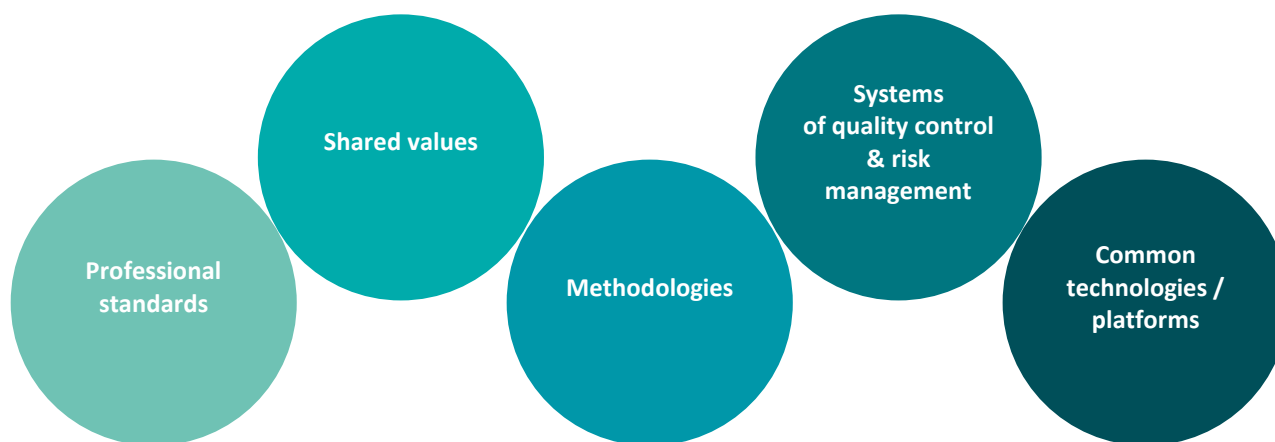 Professional
standards
Shared values
Methodologies
Systems
of quality control
& risk
management
Common
technologies /
platforms